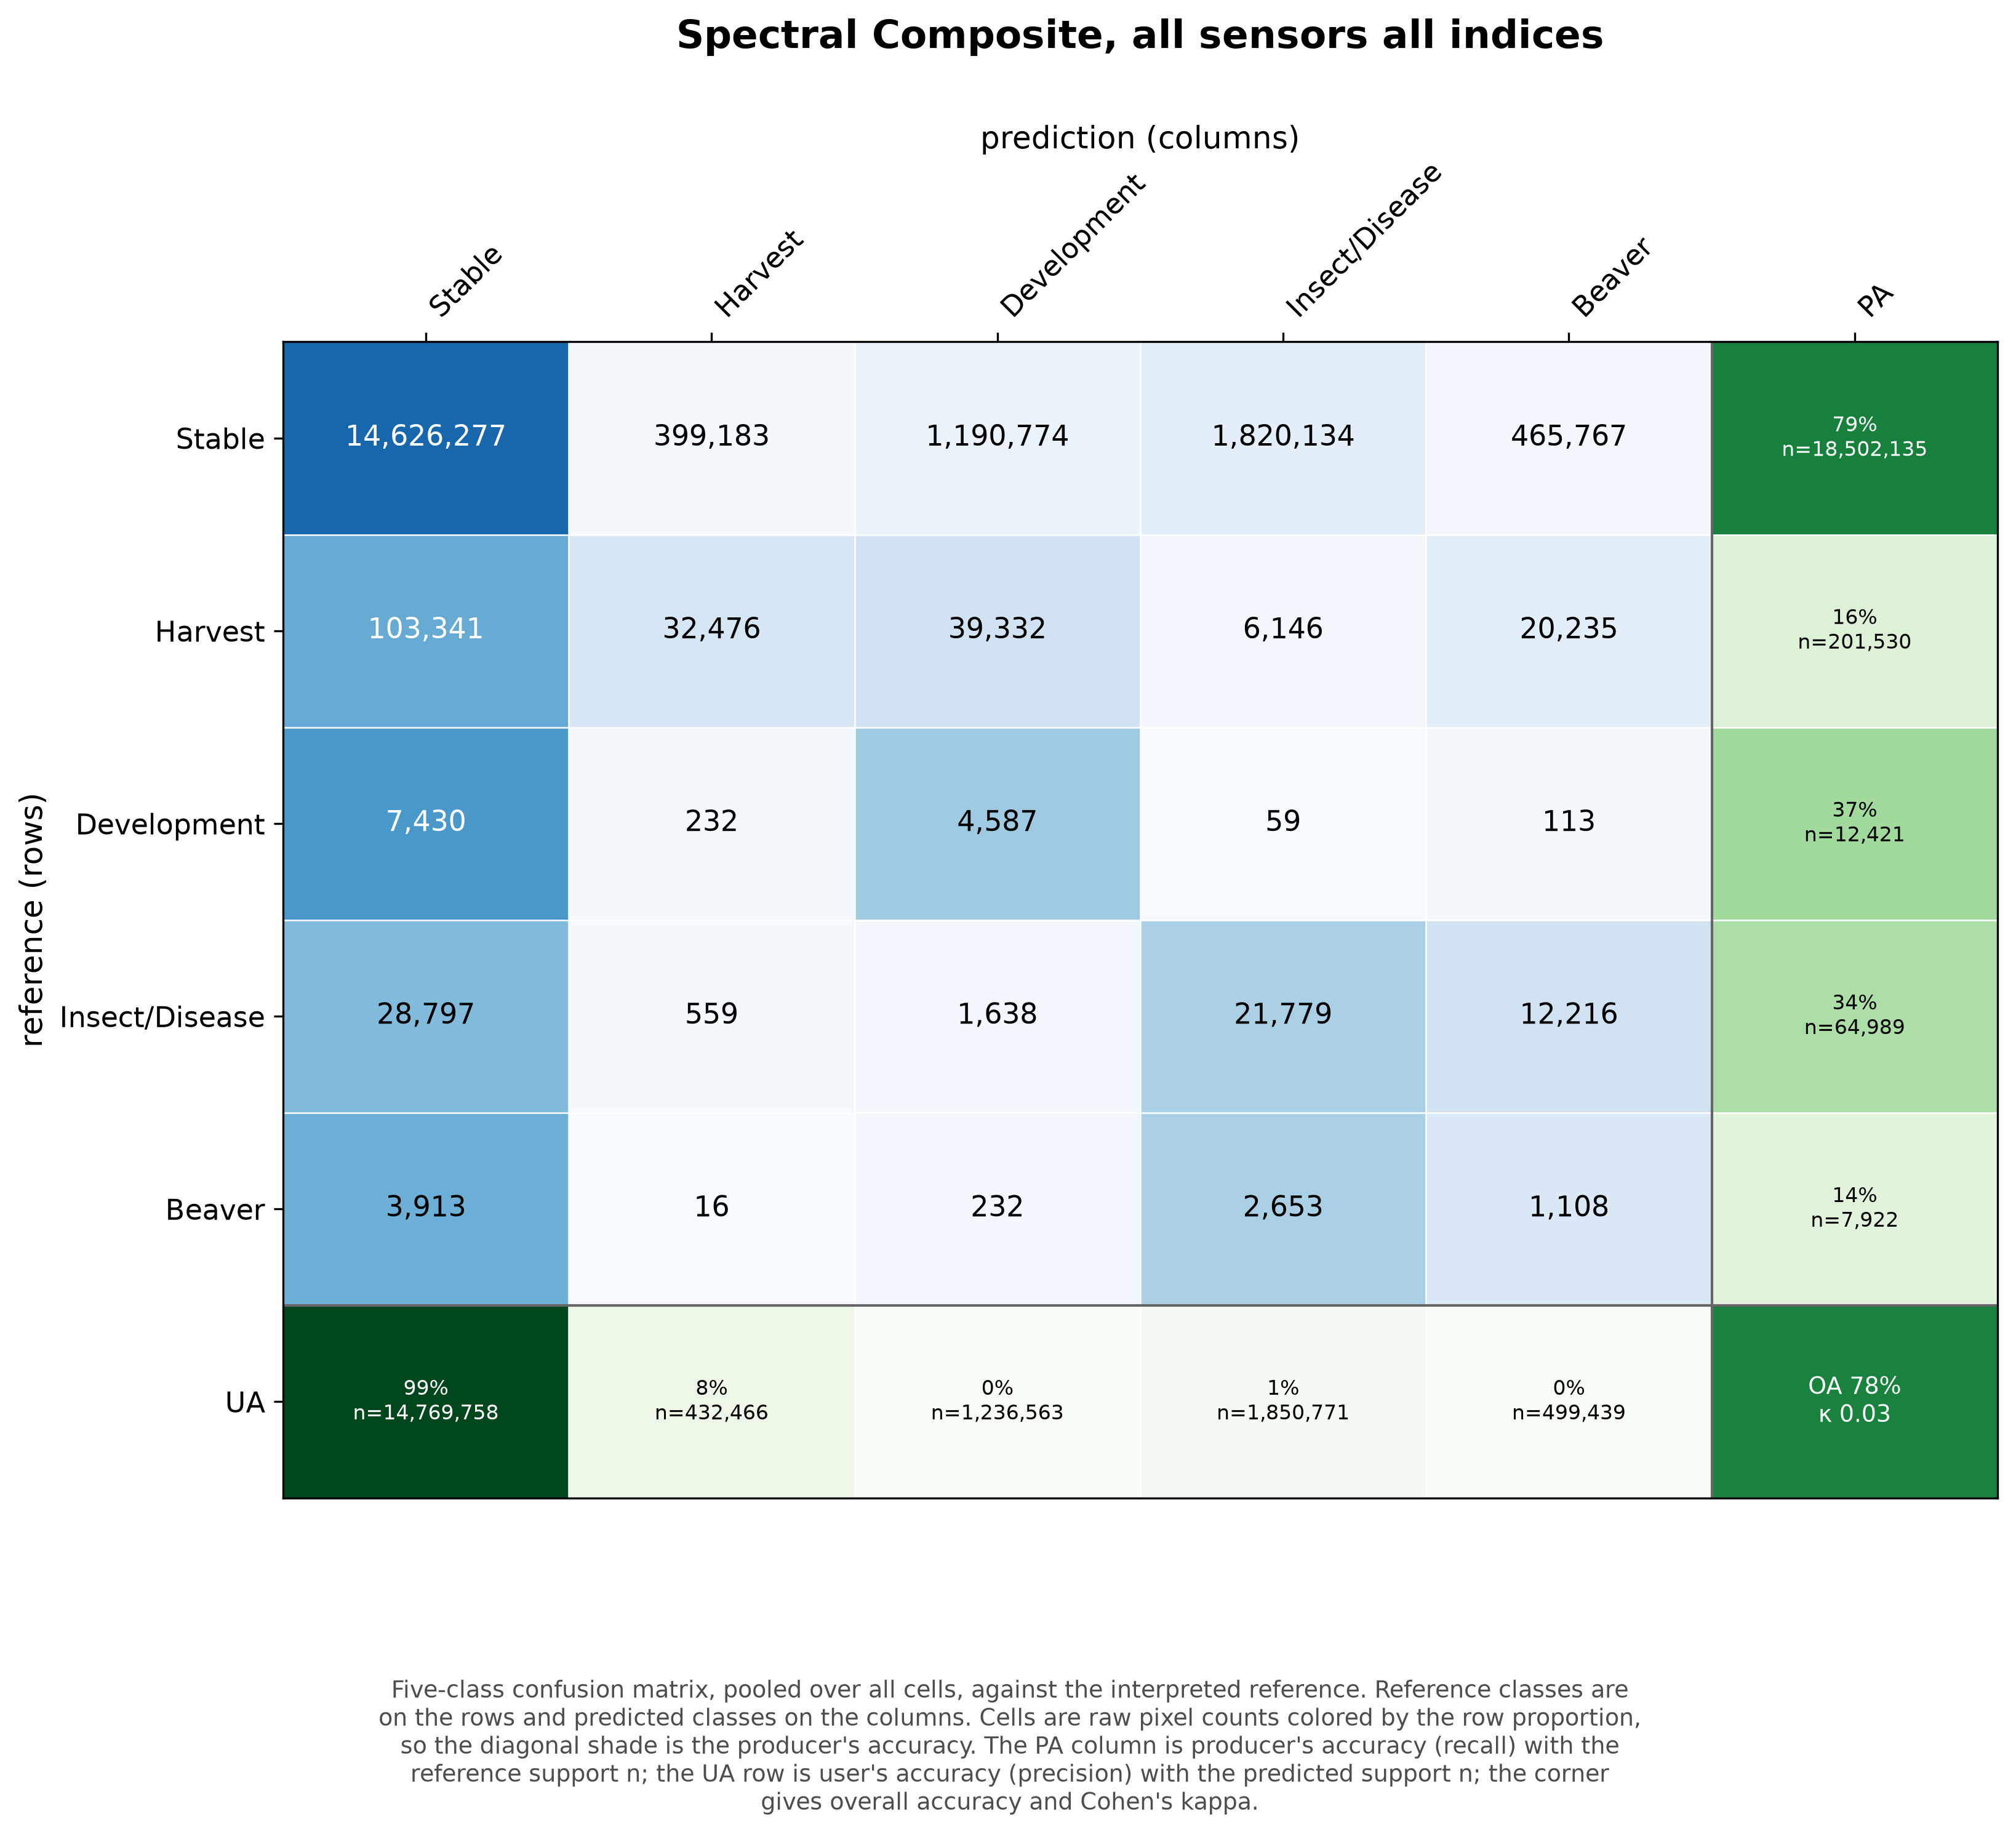 Spectral Composite, all sensors all indices
prediction (columns)
Stable Harvest Development Insect/Disease Beaver PA
reference (rows)
Stable 14,626,277 399,183 1,190,774 1,820,134 465,767 79%
n=18,502,135
Harvest 103,341 32,476 39,332 6,146 20,235 16%
n=201,530
Development 7,430 232 4,587 59 113 37%
n=12,421
Insect/Disease 28,797 559 1,638 21,779 12,216 34%
n=64,989
Beaver 3,913 16 232 2,653 1,108 14%
n=7,922
UA 99% 8% 0% 1% 0% OA 78%
n=14,769,758 n=432,466 n=1,236,563 n=1,850,771 n=499,439 κ 0.03
Five-class confusion matrix, pooled over all cells, against the interpreted reference. Reference classes are
on the rows and predicted classes on the columns. Cells are raw pixel counts colored by the row proportion,
so the diagonal shade is the producer's accuracy. The PA column is producer's accuracy (recall) with the
reference support n; the UA row is user's accuracy (precision) with the predicted support n; the corner
gives overall accuracy and Cohen's kappa.